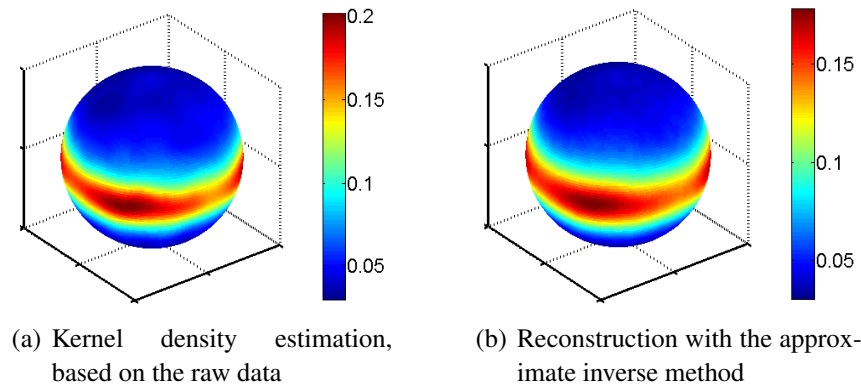 0.2
0.15
0.1
0.05
0.15
0.1
0.05
(a) Kernel density estimation,
based on the raw data
(b) Reconstruction with the approx-
imate inverse method